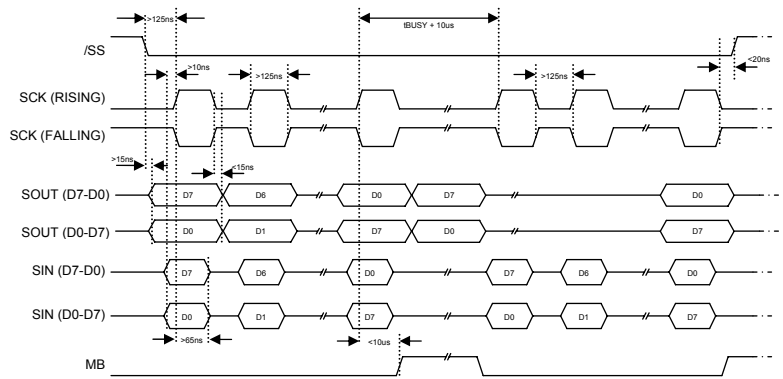 >125ns
tBUSY + 10us
/SS
>10ns
>125ns
>125ns
<20ns
SCK (RISING)
SCK (FALLING)
>15ns
<15ns
SOUT (D7-D0) D7 D6 D0 D7 D0
SOUT (D0-D7) D0 D1 D7 D0 D7
SIN (D7-D0) D7 D6 D0 D7 D6 D0
SIN (D0-D7) D0 D1 D7 D0 D1 D7
>65ns
<10us
MB